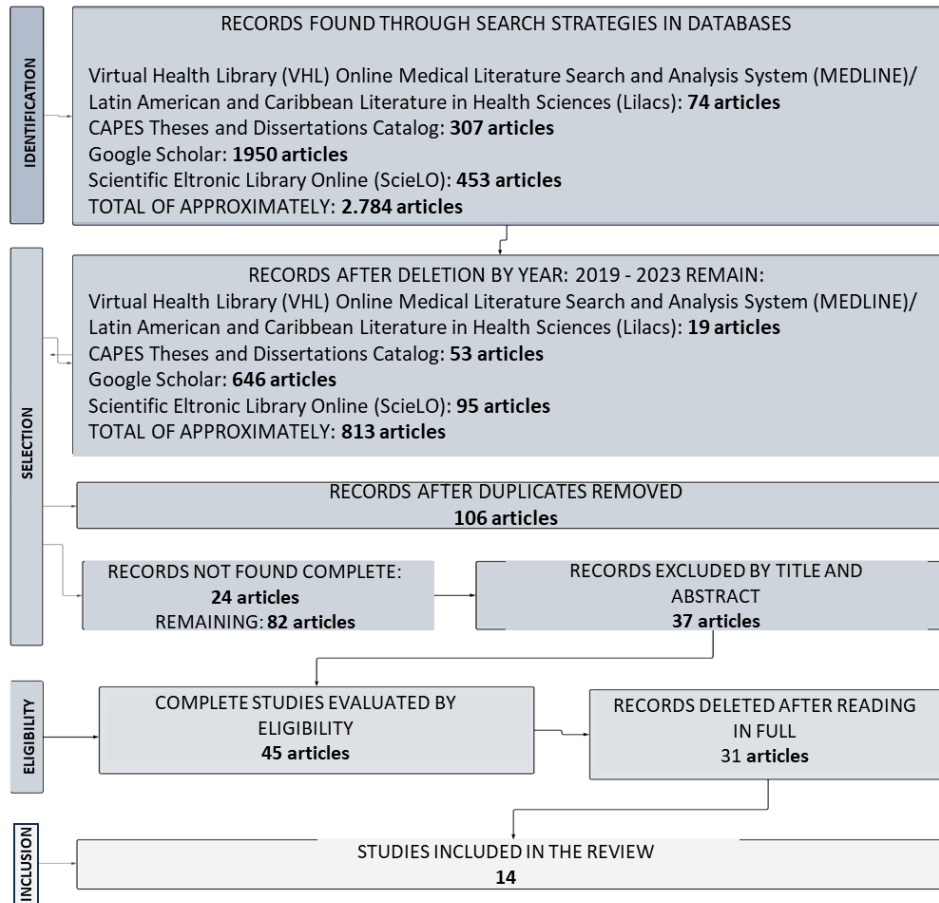 IDENTIFICATION
RECORDS FOUND THROUGH SEARCH STRATEGIES IN DATABASES
Virtual Health Library (VHL) Online Medical Literature Search and Analysis System (MEDLINE)/
Latin American and Caribbean Literature in Health Sciences (Lilacs): 74 articles
CAPES Theses and Dissertations Catalog: 307 articles
Google Scholar: 1950 articles
Scientific Eltronic Library Online (ScieLO): 453 articles
TOTAL OF APPROXIMATELY: 2.784 articles
SELECTION
RECORDS AFTER DELETION BY YEAR: 2019 - 2023 REMAIN:
Virtual Health Library (VHL) Online Medical Literature Search and Analysis System (MEDLINE)/
Latin American and Caribbean Literature in Health Sciences (Lilacs): 19 articles
CAPES Theses and Dissertations Catalog: 53 articles
Google Scholar: 646 articles
Scientific Eltronic Library Online (ScieLO): 95 articles
TOTAL OF APPROXIMATELY: 813 articles
RECORDS AFTER DUPLICATES REMOVED
106 articles
RECORDS NOT FOUND COMPLETE:
24 articles
REMAINING: 82 articles
RECORDS EXCLUDED BY TITLE AND
ABSTRACT
37 articles
ELIGIBILITY
COMPLETE STUDIES EVALUATED BY
ELIGIBILITY
45 articles
RECORDS DELETED AFTER READING
IN FULL
31 articles
INCLUSION
STUDIES INCLUDED IN THE REVIEW
14